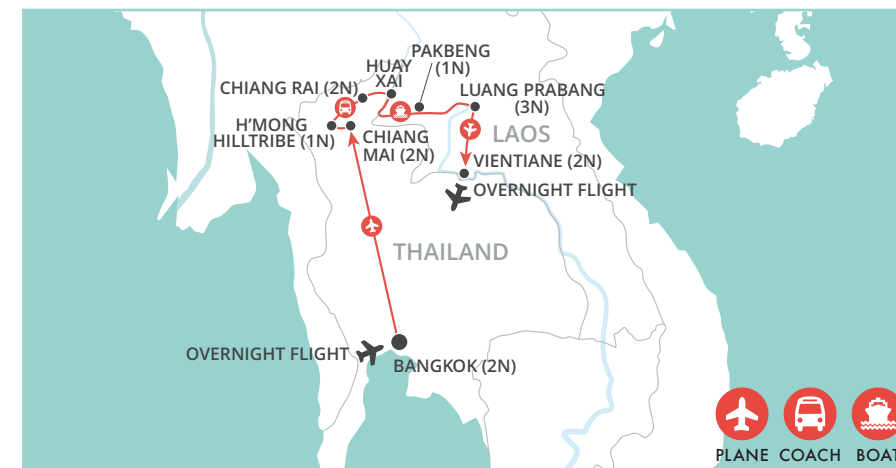 PAKBENG
(1N)
HUAY
XAI
CHIANG RAI (2N)
LUANG PRABANG
(3N)
H'MONG
HILLTRIBE (1N)
CHIANG
MAI (2N)
LAOS
VIENTIANE (2N)
OVERNIGHT FLIGHT
THAILAND
OVERNIGHT FLIGHT
BANGKOK (2N)
PLANE COACH BOAT